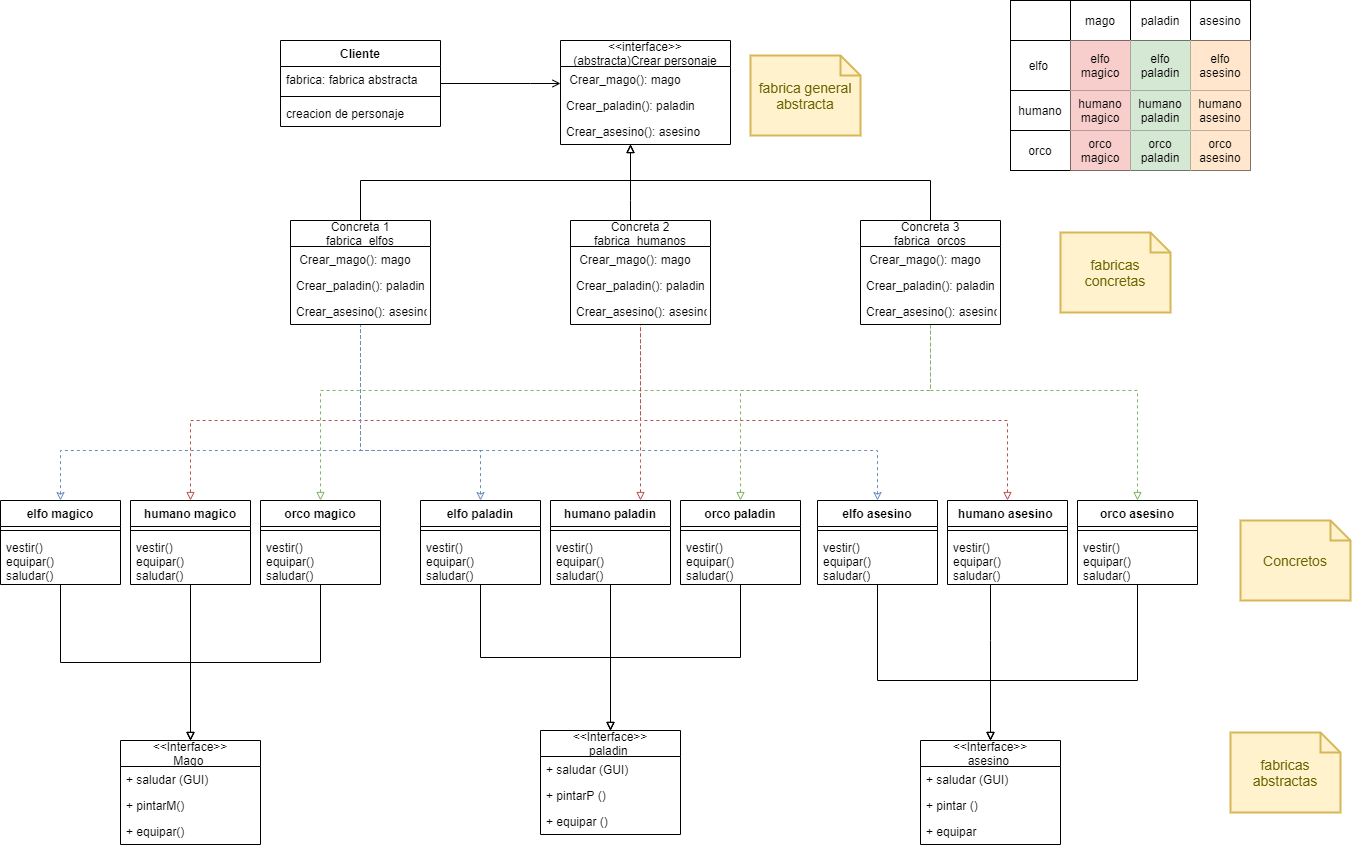 mago paladin asesino
elfo
elfo
magico
elfo
paladin
elfo
asesino
humano
humano
magico
humano
paladin
humano
asesino
orco
orco
magico
orco
paladin
orco
asesino
Cliente
fabrica: fabrica abstracta
creacion de personaje
<<interface>>
(abstracta)Crear personaje
Crear_mago(): mago
Crear_paladin(): paladin
Crear_asesino(): asesino
fabrica general
abstracta
Concreta 1
fabrica_elfos
Crear_mago(): mago
Crear_paladin(): paladin
Crear_asesino(): asesino
Concreta 2
fabrica_humanos
Crear_mago(): mago
Crear_paladin(): paladin
Crear_asesino(): asesino
Concreta 3
fabrica_orcos
Crear_mago(): mago
Crear_paladin(): paladin
Crear_asesino(): asesino
fabricas
concretas
elfo magico
vestir()
equipar()
saludar()
humano magico
vestir()
equipar()
saludar()
orco magico
vestir()
equipar()
saludar()
elfo paladin
vestir()
equipar()
saludar()
humano paladin
vestir()
equipar()
saludar()
orco paladin
vestir()
equipar()
saludar()
elfo asesino
vestir()
equipar()
saludar()
humano asesino
vestir()
equipar()
saludar()
orco asesino
vestir()
equipar()
saludar()
Concretos
<<Interface>>
Mago
+ saludar (GUI)
+ pintarM()
+ equipar()
<<Interface>>
paladin
+ saludar (GUI)
+ pintarP ()
+ equipar ()
<<Interface>>
asesino
+ saludar (GUI)
+ pintar ()
+ equipar
fabricas
abstractas